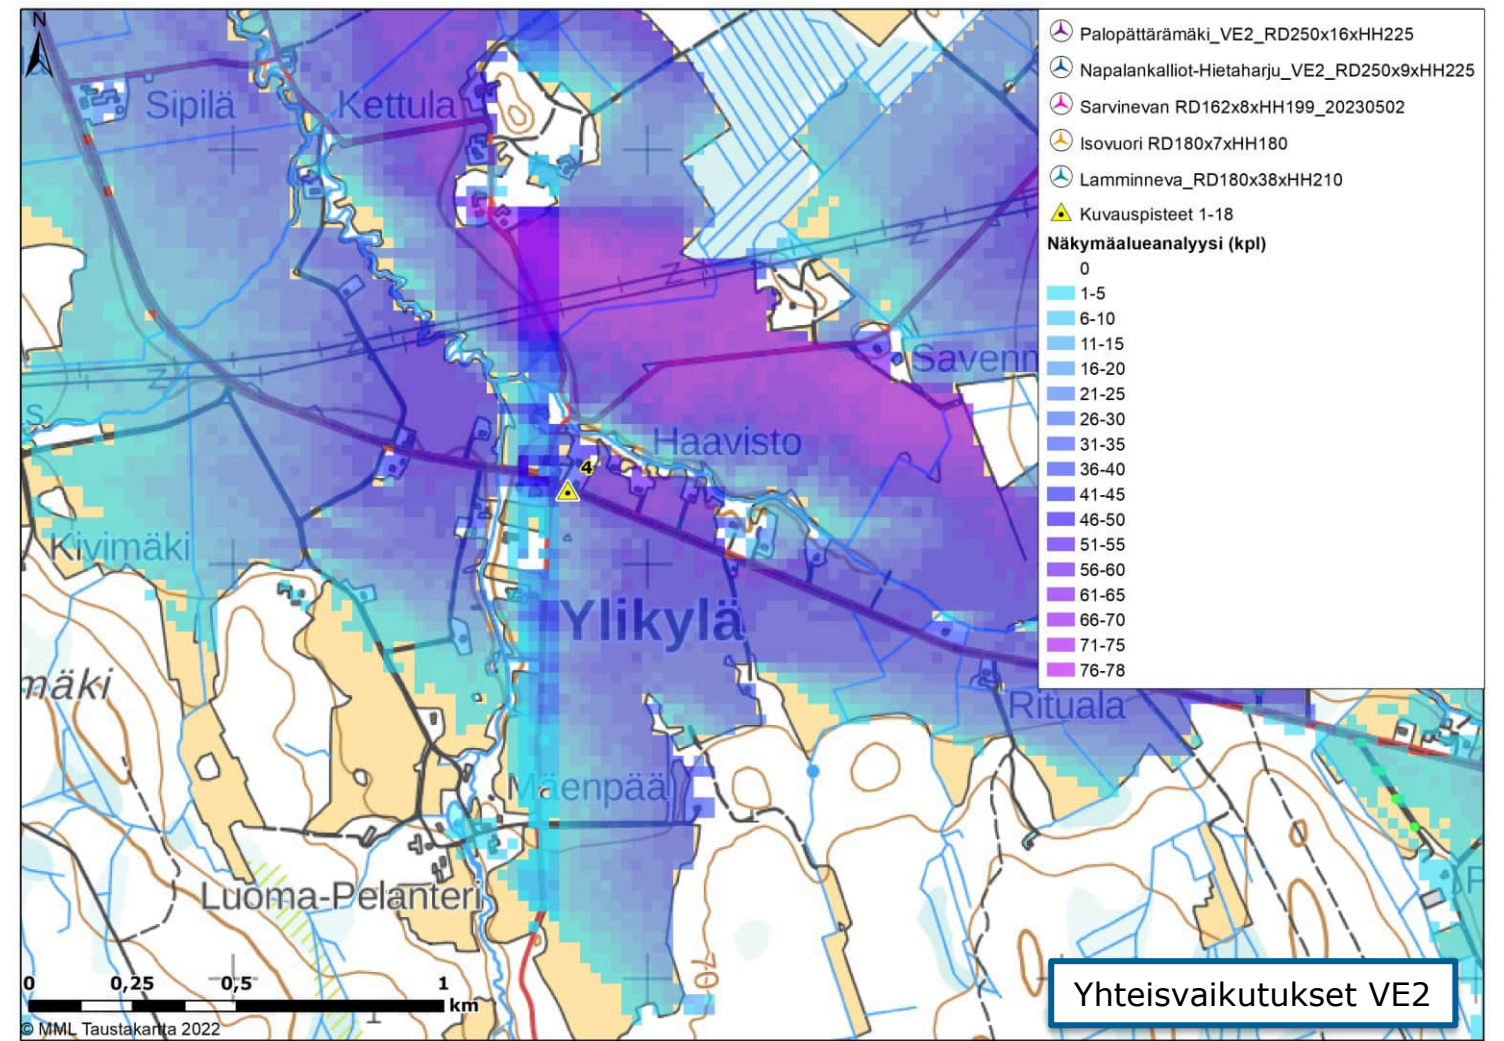 N
Palopättärämäki_VE2_RD250x16xHH225
Napalankalliot-Hietaharju_VE2_RD250x9xHH225
Sarvinevan RD162x8xHH199_20230502
Isovuori RD180x7xHH180
Lamminneva_RD180x38xHH210
Kuvauspisteet 1-18
Näkymäalueanalyysi (kpl)
0
1-5
6-10
11-15
16-20
21-25
26-30
31-35
36-40
41-45
46-50
51-55
56-60
61-65
66-70
71-75
76-78
Sipilä
Kettula
Z
Z
Z
Savenn
s
Haavisto
4
Kivimäki
Ylikylä
mäki
Rituala
Mäenpää
Luoma-Pelanteri
70
0 0,25 0,5 1
km
© MML Taustakartta 2022
Yhteisvaikutukset VE2